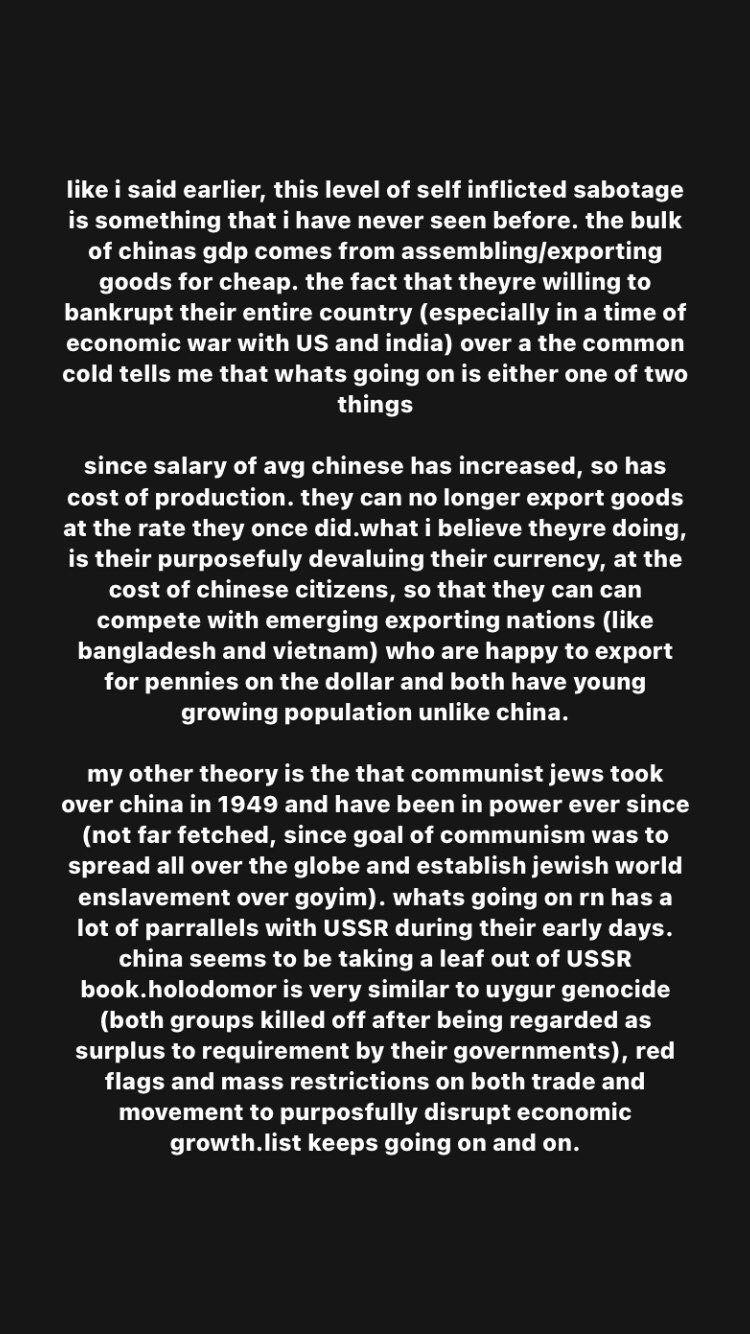 like i said earlier, this level of self inflicted sabotage
is something that i have never seen before. the bulk
of chinas gdp comes from assembling/exporting
goods for cheap. the fact that theyre willing to
bankrupt their entire country (especially in a time of
economic war with US and india) over a the common
cold tells me that whats going on is either one of two
things
since salary of avg chinese has increased, so has
cost of production. they can no longer export goods
at the rate they once did.what i believe theyre doing,
is their purposefuly devaluing their currency, at the
cost of chinese citizens, so that they can can
compete with emerging exporting nations (like
bangladesh and vietnam) who are happy to export
for pennies on the dollar and both have young
growing population unlike china.
my other theory is the that communist jews took
over china in 1949 and have been in power ever since
(not far fetched, since goal of communism was to
spread all over the globe and establish jewish world
enslavement over goyim). whats going on rn has a
lot of parrallels with USSR during their early days.
china seems to be taking a leaf out of USSR
book.holodomor is very similar to uygur genocide
(both groups killed off after being regarded as
surplus to requirement by their governments), red
flags and mass restrictions on both trade and
movement to purposfully disrupt economic
growth.list keeps going on and on.